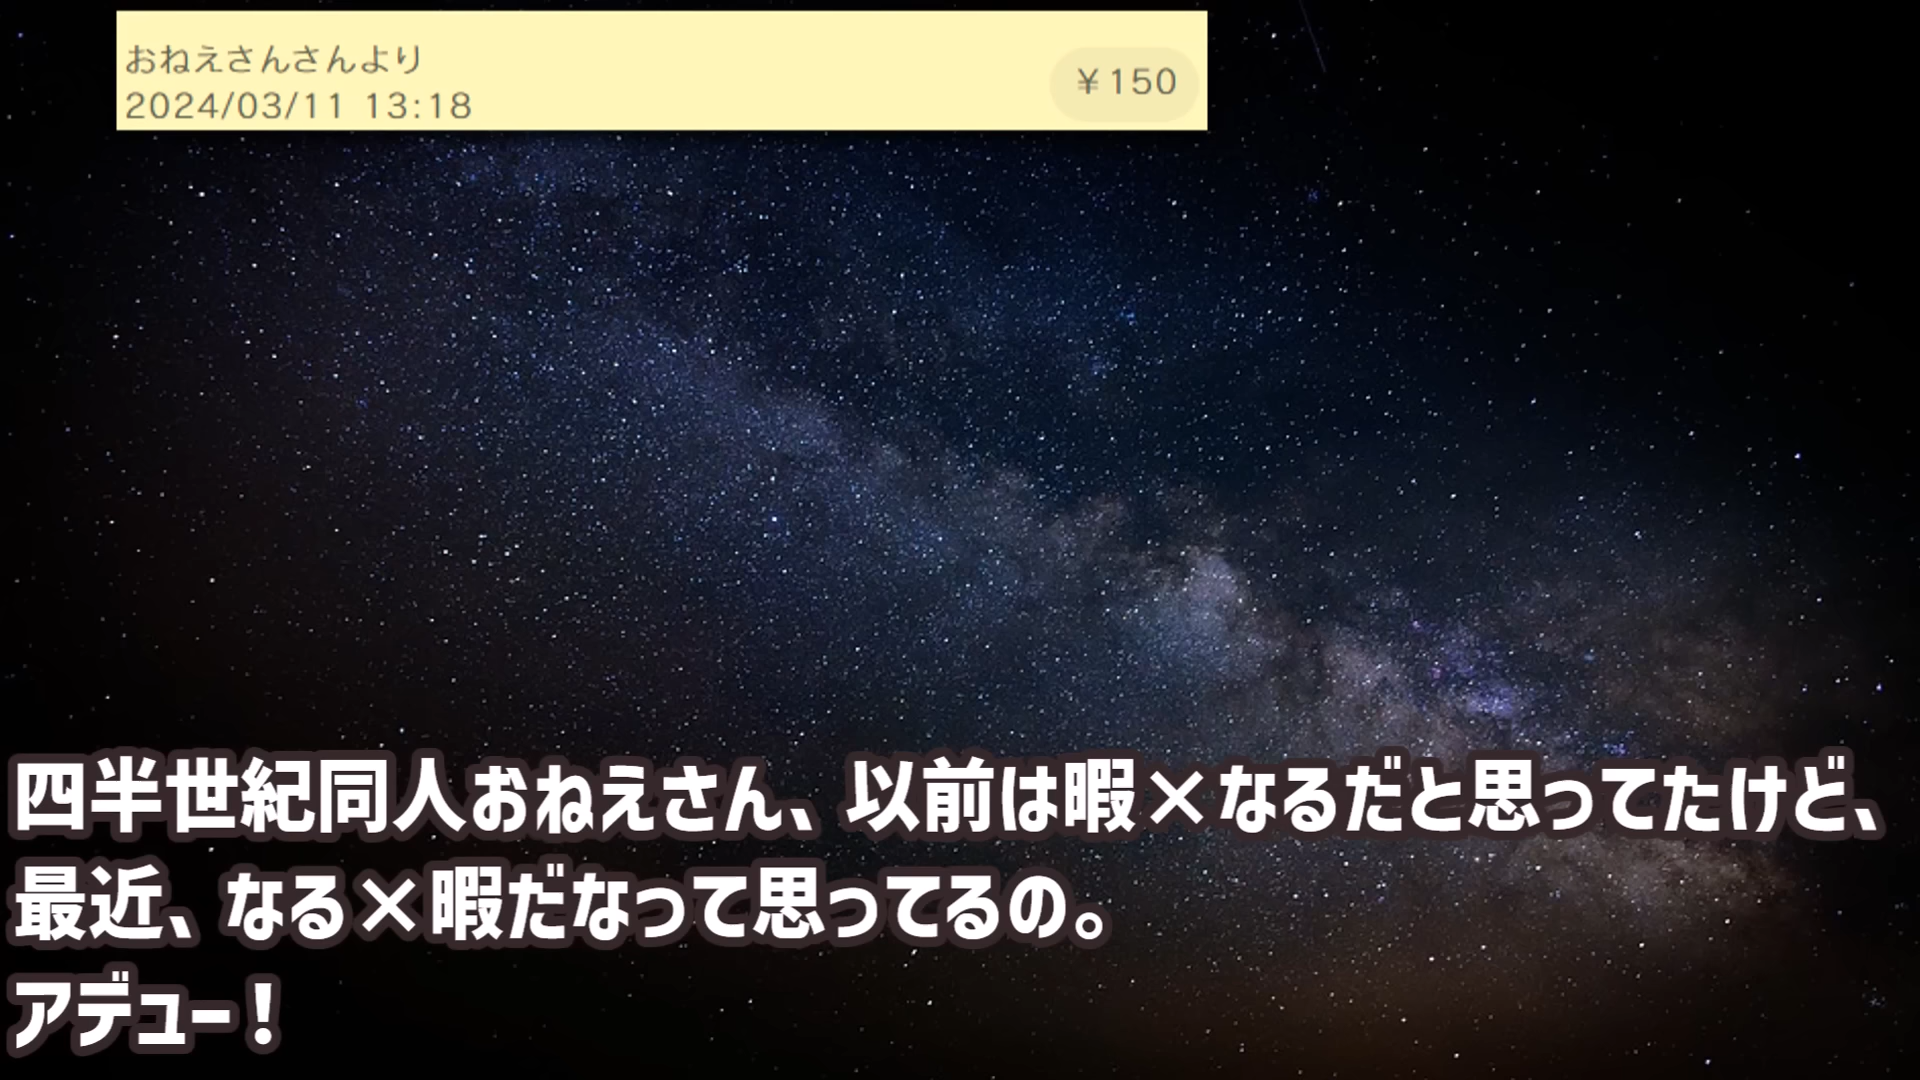 おねえさんさんより
2024/03/11 13:18
￥150
四半世紀同人おねえさん、以前は暇×なるだと思ってたけど、
最近、なる×暇だなって思ってるの。
アデュー！